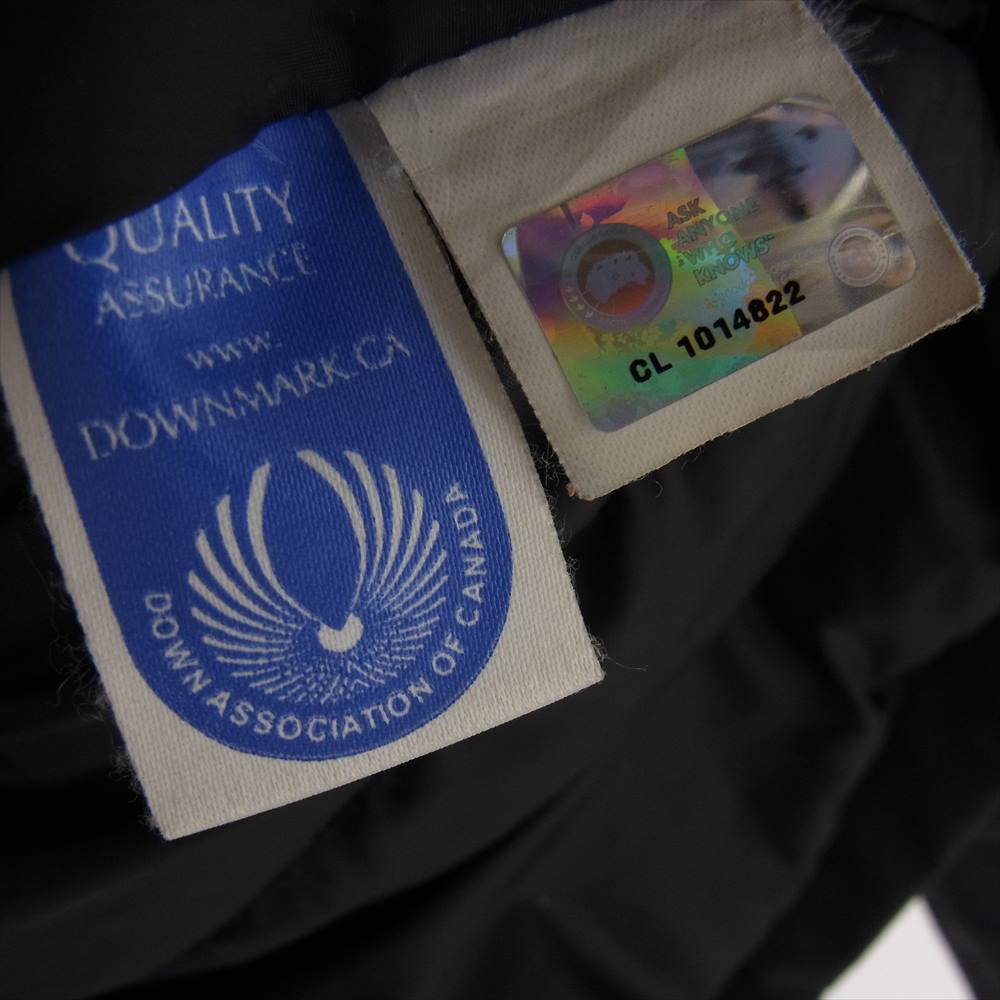 QUALITY
ASSURANCE
www.
DOWNMARK.CA
DOWN ASSOCIATION OF CANADA
ASK
ANYONE
WHO
KNOWS
CL 1014822